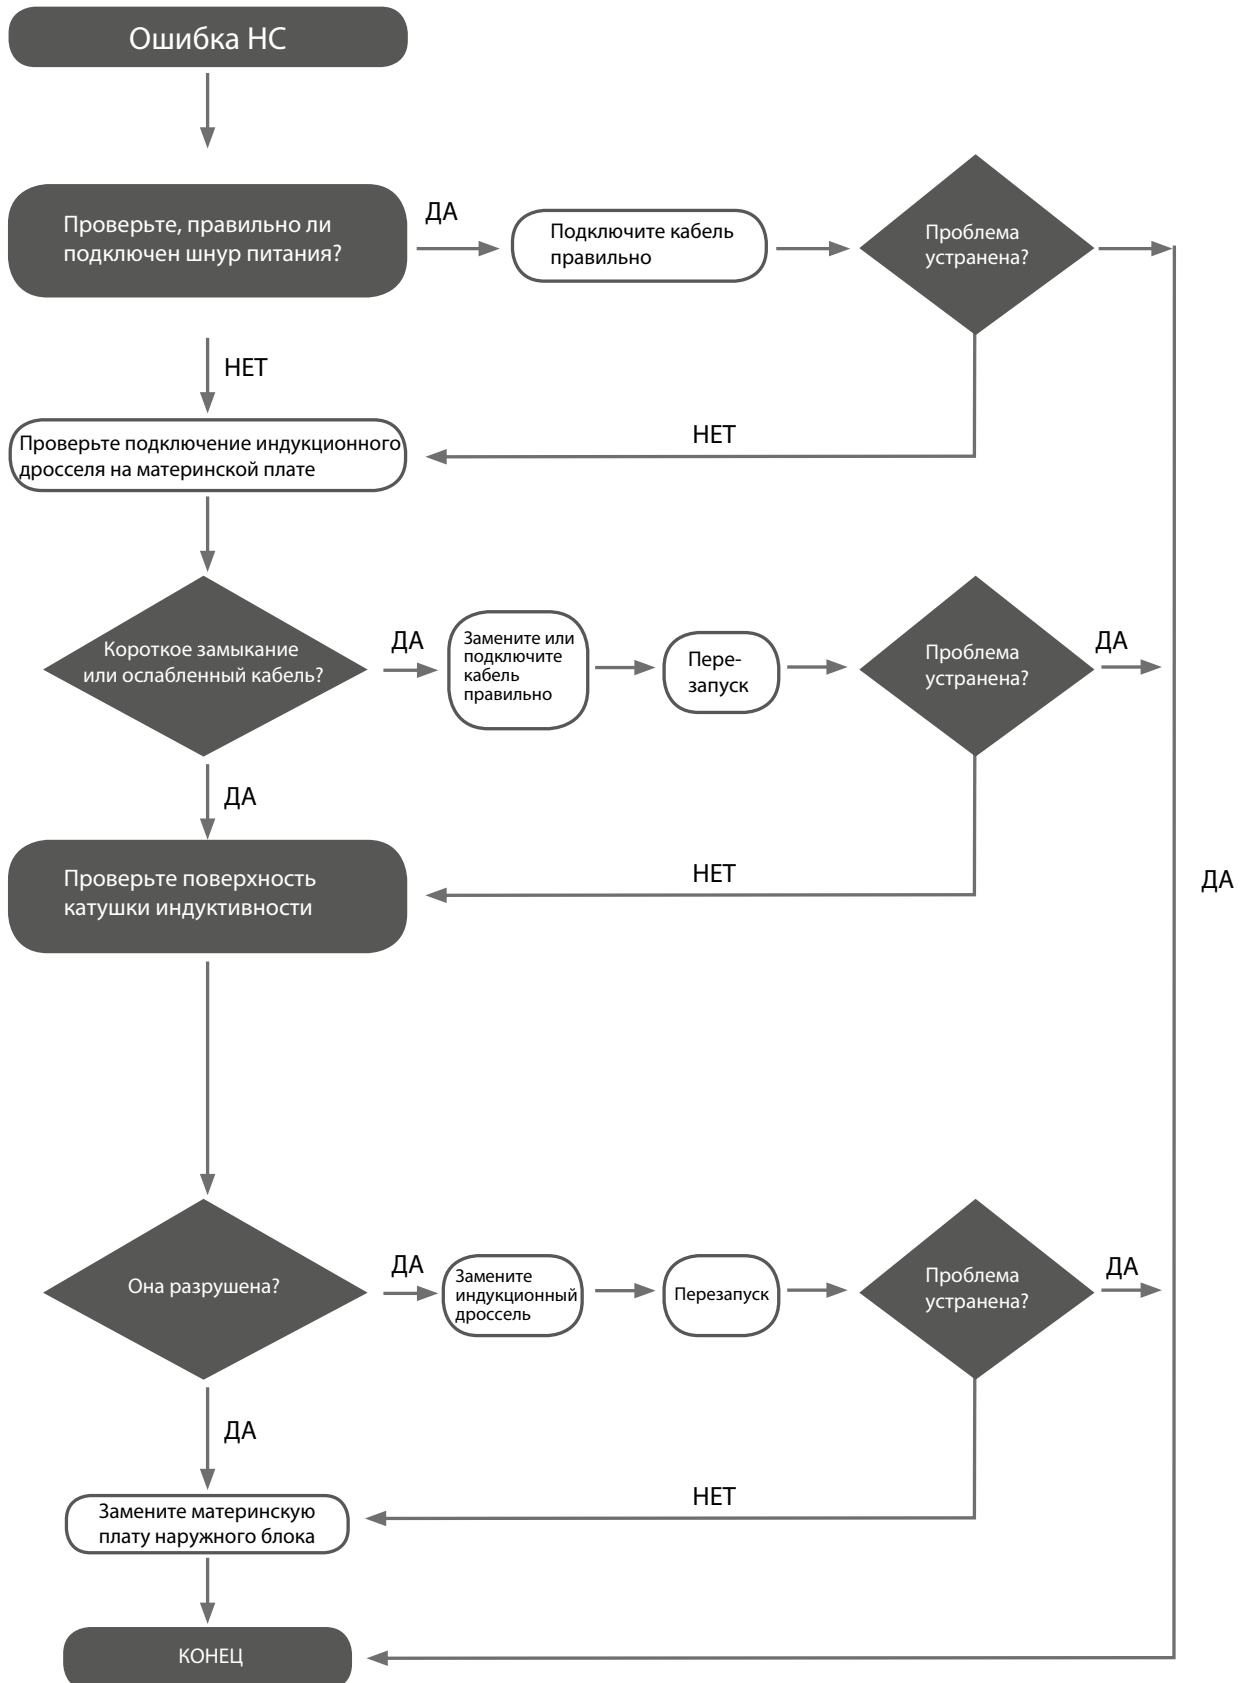 Ошибка HC
Проверьте, правильно ли
подключен шнур питания?
ДА
Подключите кабель
правильно
Проблема
устранена?
НЕТ
Проверьте подключение индукционного
дросселя на материнской плате
НЕТ
Короткое замыкание
или ослабленный кабель?
ДА
Замените или
подключите
кабель
правильно
Пере-
запуск
Проблема
устранена?
ДА
ДА
Проверьте поверхность
катушки индуктивности
НЕТ
ДА
Она разрушена?
ДА
Замените
индукционный
дроссель
Перезапуск
Проблема
устранена?
ДА
ДА
Замените материнскую
плату наружного блока
НЕТ
КОНЕЦ